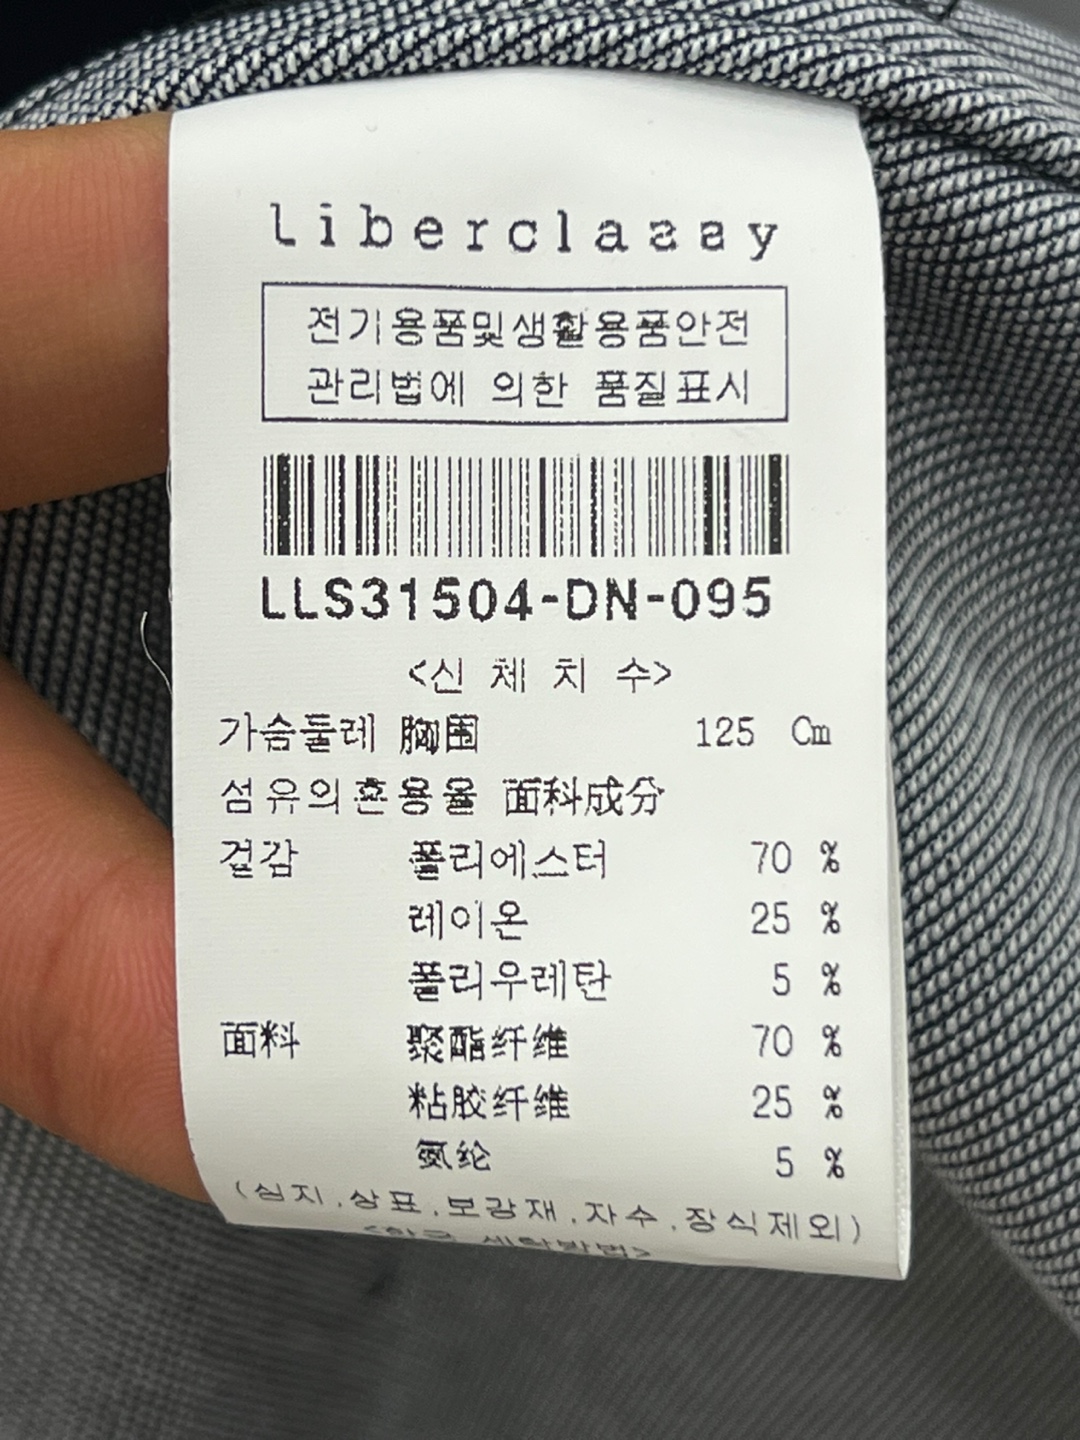 Liberclassy
전기용품및생활용품안전
관리법에 의한 품질표시
LLS31504-DN-095
<신 체 치 수>
가슴둘레 胸围 125 Cm
섬유의혼용율 面料成分
겉감 폴리에스터 70 %
레이온 25 %
폴리우레탄 5 %
面料 聚酯纤维 70 %
粘胶纤维 25 %
氨纶 5 %
(심지,상표,보강재,자수,장식제외)